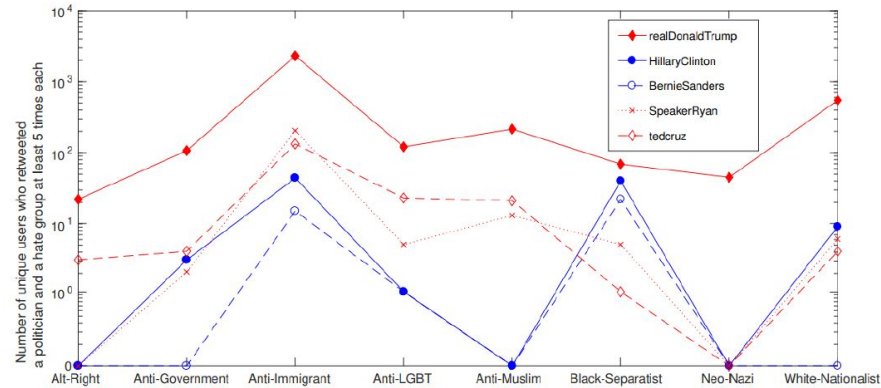 Number of unique users who retweeted
a politician and a hate group at least 5 times each
10^4
10^3
10^2
10^1
10^0
0
realDonaldTrump
HillaryClinton
BernieSanders
SpeakerRyan
tedcruz
Alt-Right Anti-Government Anti-Immigrant Anti-LGBT Anti-Muslim Black-Separatist Neo-Nazi White-Nationalist